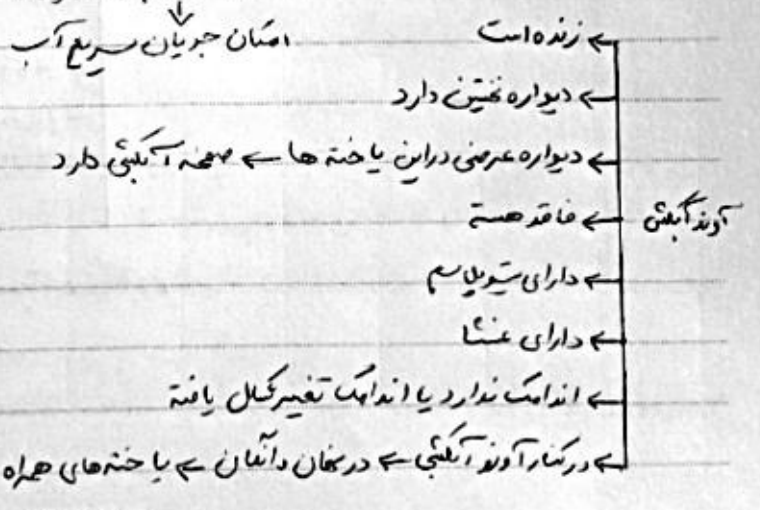 امکان جریان سریع آب
← زنده است
← دیواره نخستین دارد
← دیواره عرضی در این یاخته ها ← صفحه آبکشی دارد
آوند آبکش ← فاقد هسته
← دارای سیتوپلاسم
← دارای غشا
← اندامک ندارد یا اندامک تغییر شکل یافته
← در کنار آوند آبکشی ← در نهان دانگان ← یاخته های همراه